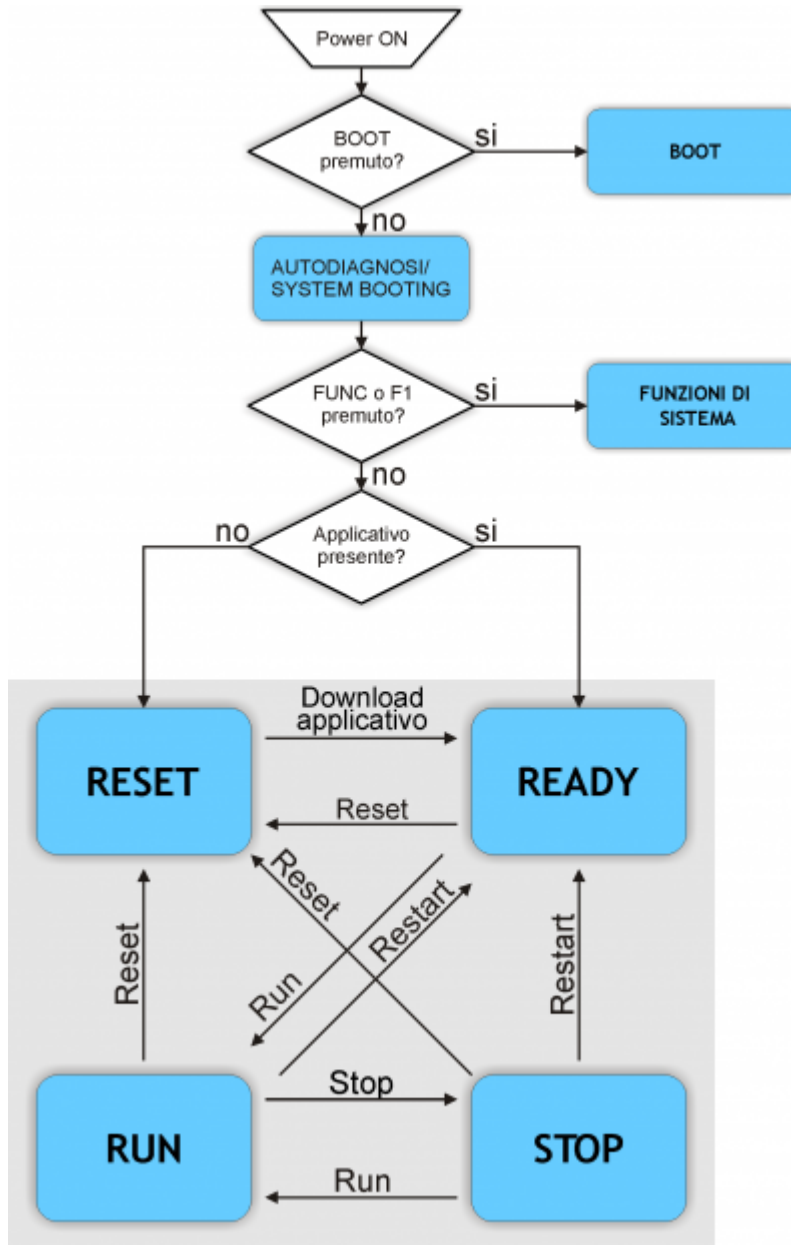 Power ON
BOOT
premuto?
si
BOOT
no
AUTODIAGNOSI/
SYSTEM BOOTING
FUNC o F1
premuto?
si
FUNZIONI DI
SISTEMA
no
no
Applicativo
presente?
si
Download
applicativo
RESET
READY
Reset
Reset
Restart
Reset
Run
Restart
Stop
RUN
STOP
Run